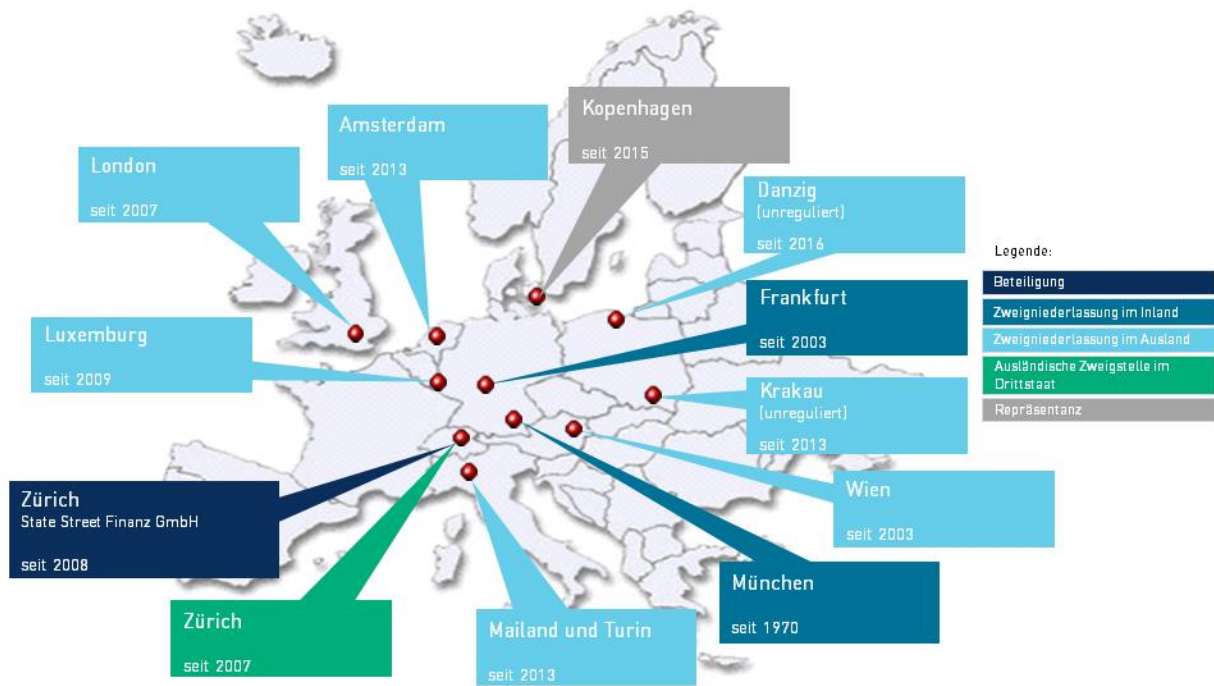 Kopenhagen
seit 2015
Amsterdam
seit 2013
London
seit 2007
Danzig
(unreguliert)
seit 2016
Legende:
Beteiligung
Zweigniederlassung im Inland
Zweigniederlassung im Ausland
Ausländische Zweigstelle im
Drittstaat
Repräsentanz
Frankfurt
seit 2003
Luxemburg
seit 2009
Krakau
(unreguliert)
seit 2013
Wien
seit 2003
Zürich
State Street Finanz GmbH
seit 2008
München
seit 1970
Zürich
seit 2007
Mailand und Turin
seit 2013